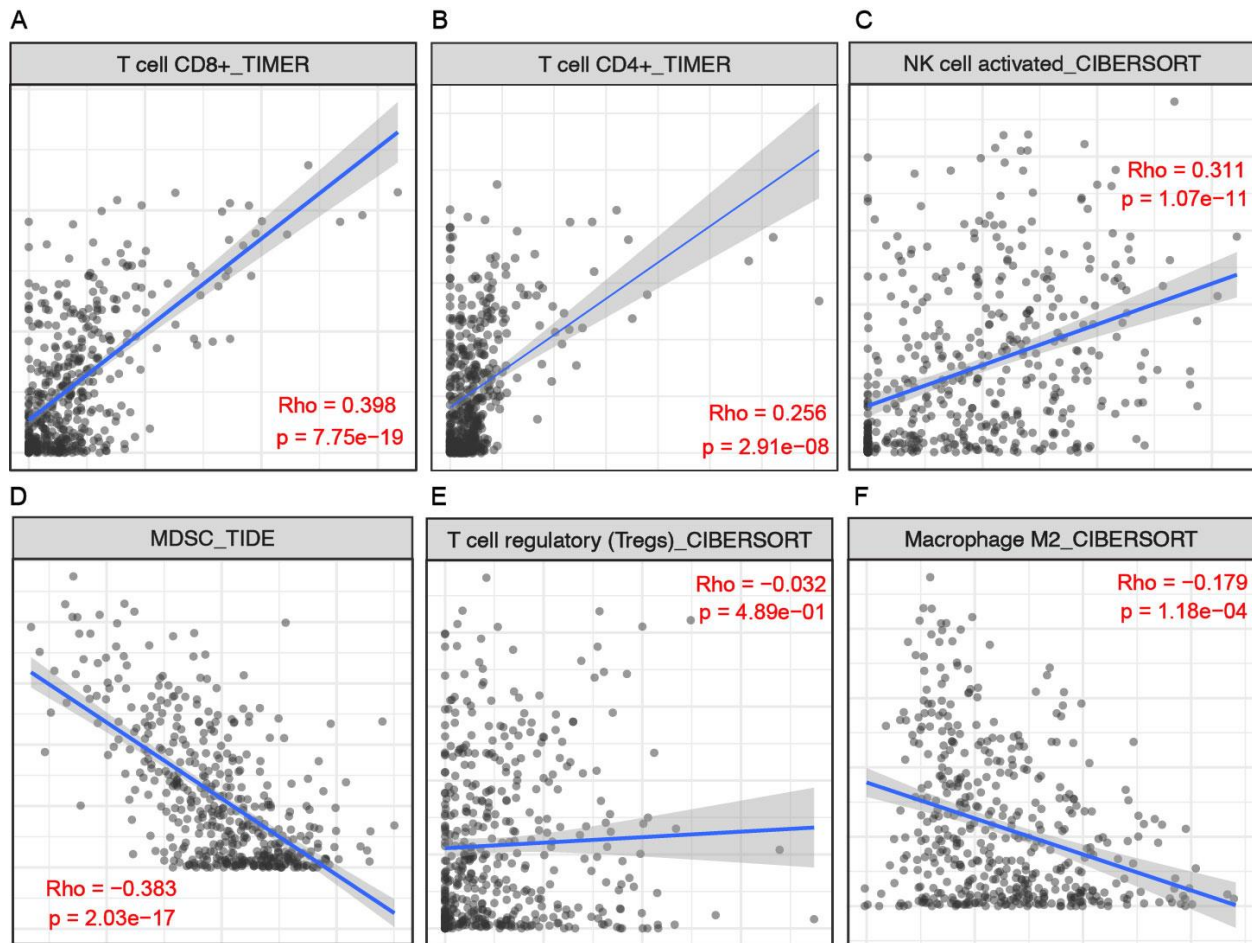 A
T cell CD8+_TIMER
Rho = 0.398
p = 7.75e−19
B
T cell CD4+_TIMER
Rho = 0.256
p = 2.91e−08
C
NK cell activated_CIBERSORT
Rho = 0.311
p = 1.07e−11
D
MDSC_TIDE
Rho = −0.383
p = 2.03e−17
E
T cell regulatory (Tregs)_CIBERSORT
Rho = −0.032
p = 4.89e−01
F
Macrophage M2_CIBERSORT
Rho = −0.179
p = 1.18e−04